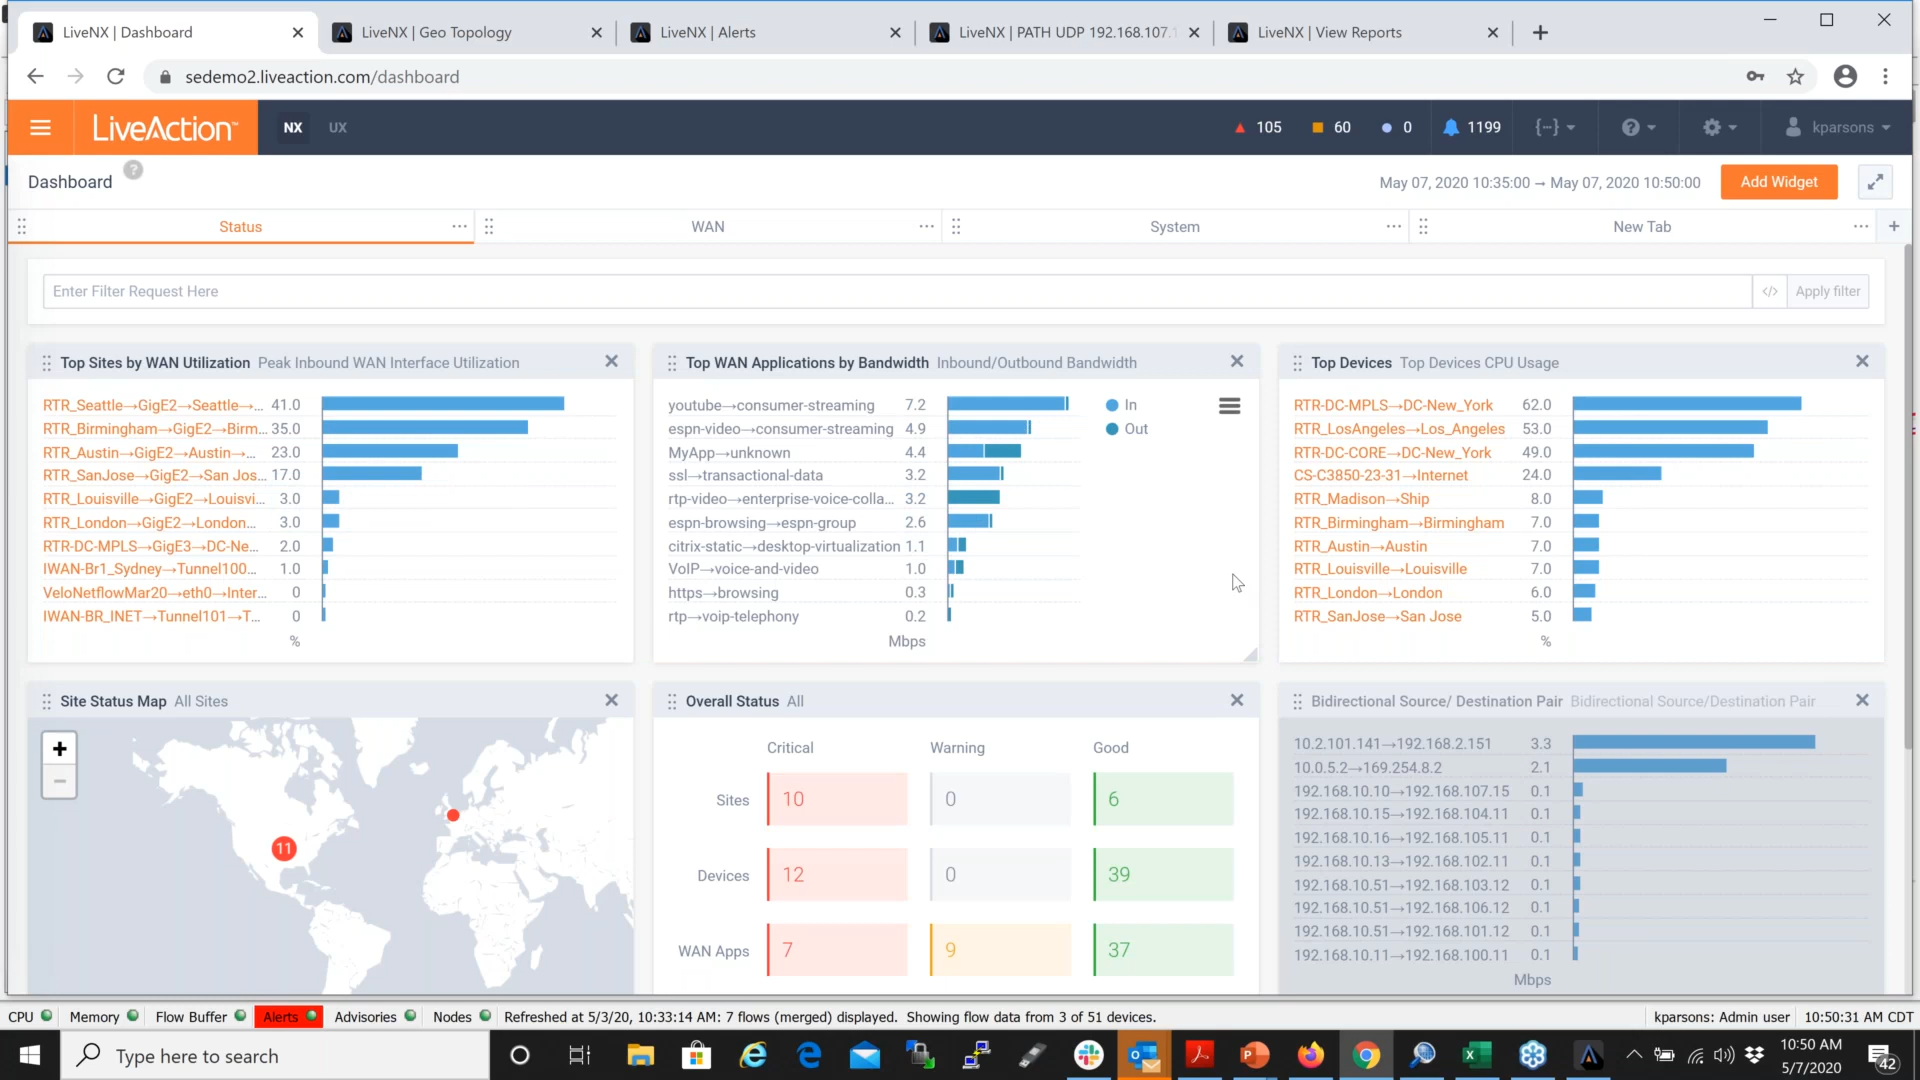 LiveNX | Dashboard
LiveNX | Geo Topology
LiveNX | Alerts
LiveNX | PATH UDP 192.168.107.1
LiveNX | View Reports
sedemo2.liveaction.com/dashboard
LiveAction™
NX
UX
105
60
0
1199
kparsons
Dashboard
May 07, 2020 10:35:00 → May 07, 2020 10:50:00
Add Widget
Status
WAN
System
New Tab
Enter Filter Request Here
</>
Apply filter
Top Sites by WAN Utilization Peak Inbound WAN Interface Utilization
RTR_Seattle→GigE2→Seattle→... 41.0
RTR_Birmingham→GigE2→Birm... 35.0
RTR_Austin→GigE2→Austin→... 23.0
RTR_SanJose→GigE2→San Jos... 17.0
RTR_Louisville→GigE2→Louisvi... 3.0
RTR_London→GigE2→London... 3.0
RTR-DC-MPLS→GigE3→DC-Ne... 2.0
IWAN-Br1_Sydney→Tunnel100... 1.0
VeloNetflowMar20→eth0→Inter... 0
IWAN-BR_INET→Tunnel101→T... 0
%
Top WAN Applications by Bandwidth Inbound/Outbound Bandwidth
youtube→consumer-streaming 7.2
espn-video→consumer-streaming 4.9
MyApp→unknown 4.4
ssl→transactional-data 3.2
rtp-video→enterprise-voice-colla... 3.2
espn-browsing→espn-group 2.6
citrix-static→desktop-virtualization 1.1
VoIP→voice-and-video 1.0
https→browsing 0.3
rtp→voip-telephony 0.2
Mbps
In
Out
Top Devices Top Devices CPU Usage
RTR-DC-MPLS→DC-New_York 62.0
RTR_LosAngeles→Los_Angeles 53.0
RTR-DC-CORE→DC-New_York 49.0
CS-C3850-23-31→Internet 24.0
RTR_Madison→Ship 8.0
RTR_Birmingham→Birmingham 7.0
RTR_Austin→Austin 7.0
RTR_Louisville→Louisville 7.0
RTR_London→London 6.0
RTR_SanJose→San Jose 5.0
%
Site Status Map All Sites
+
−
11
Overall Status All
Critical Warning Good
Sites 10 0 6
Devices 12 0 39
WAN Apps 7 9 37
Bidirectional Source/ Destination Pair Bidirectional Source/Destination Pair
10.2.101.141→192.168.2.151 3.3
10.0.5.2→169.254.8.2 2.1
192.168.10.10→192.168.107.15 0.1
192.168.10.15→192.168.104.11 0.1
192.168.10.16→192.168.105.11 0.1
192.168.10.13→192.168.102.11 0.1
192.168.10.51→192.168.103.12 0.1
192.168.10.51→192.168.106.12 0.1
192.168.10.51→192.168.101.12 0.1
192.168.10.11→192.168.100.11 0.1
Mbps
CPU Memory Flow Buffer Alerts Advisories Nodes Refreshed at 5/3/20, 10:33:14 AM: 7 flows (merged) displayed. Showing flow data from 3 of 51 devices.
kparsons: Admin user 10:50:31 AM CDT
Type here to search
10:50 AM
5/7/2020
42